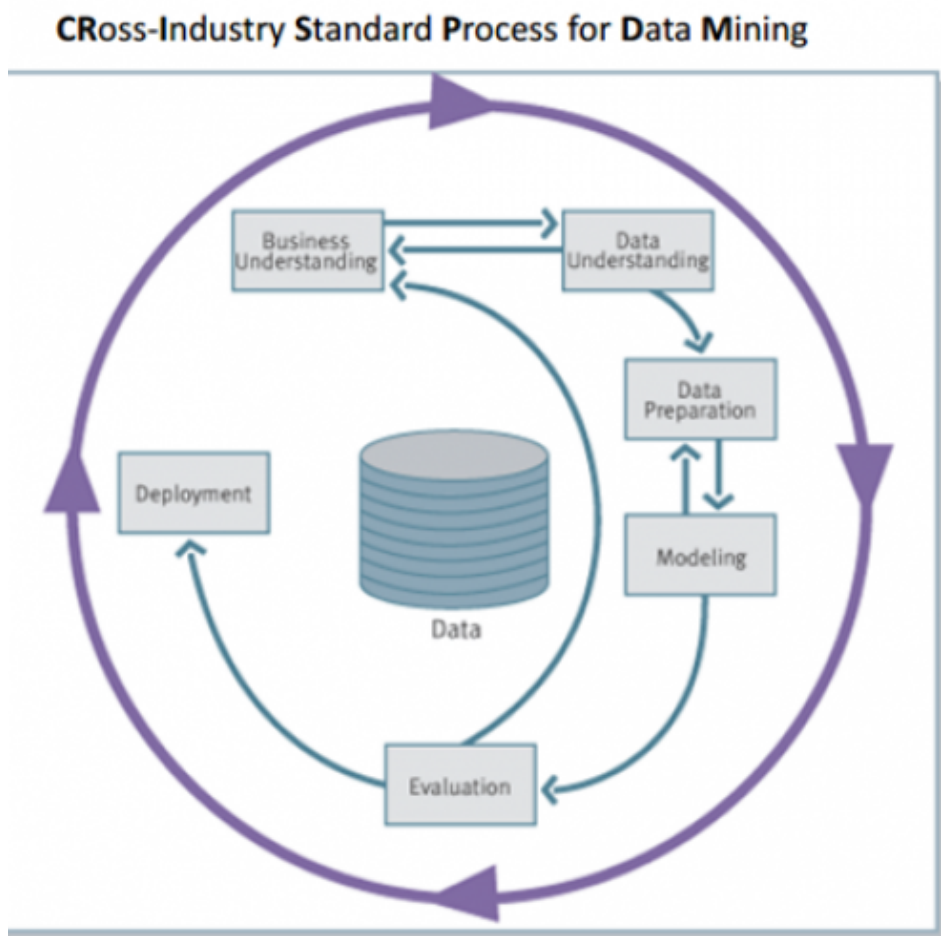 CRoss-Industry Standard Process for Data Mining
Business
Understanding
Data
Understanding
Data
Preparation
Modeling
Evaluation
Deployment
Data